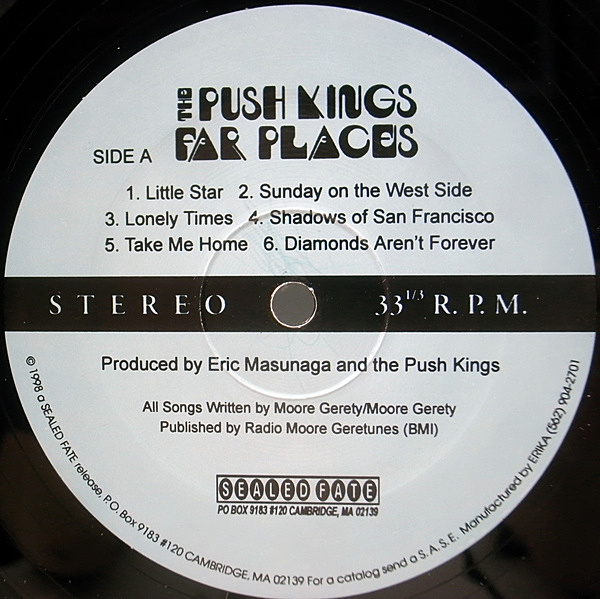 THE PUSH KINGS
FAR PLACES
SIDE A
1. Little Star 2. Sunday on the West Side
3. Lonely Times 4. Shadows of San Francisco
5. Take Me Home 6. Diamonds Aren't Forever
STEREO 33 1/3 R.P.M.
Produced by Eric Masunaga and the Push Kings
All Songs Written by Moore Gerety/Moore Gerety
Published by Radio Moore Geretunes (BMI)
SEALED FATE
PO BOX 9183 #120 CAMBRIDGE, MA 02139
© 1998 a SEALED FATE release, P.O. Box 9183 #120 CAMBRIDGE, MA 02139 For a catalog send a S.A.S.E. Manufactured by ERIKA (562) 904-2701